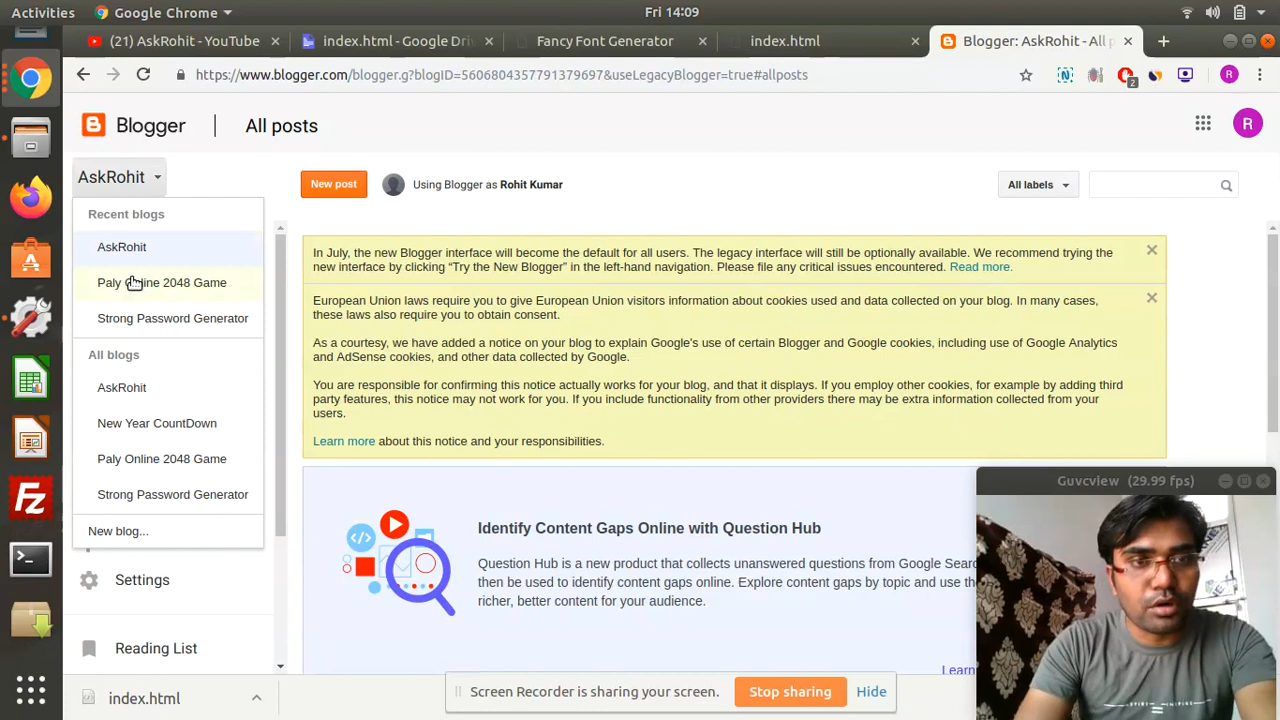 Activities Google Chrome Fri 14:09
(21) AskRohit - YouTube index.html - Google Driv Fancy Font Generator index.html Blogger: AskRohit - All p
https://www.blogger.com/blogger.g?blogID=5606804357791379697&useLegacyBlogger=true#allposts 2 R
Blogger All posts R
AskRohit New post Using Blogger as Rohit Kumar All labels
Recent blogs
AskRohit
Paly Online 2048 Game
Strong Password Generator
All blogs
AskRohit
New Year CountDown
Paly Online 2048 Game
Strong Password Generator
New blog...
Settings
Reading List
In July, the new Blogger interface will become the default for all users. The legacy interface will still be optionally available. We recommend trying the
new interface by clicking “Try the New Blogger” in the left-hand navigation. Please file any critical issues encountered. Read more.
European Union laws require you to give European Union visitors information about cookies used and data collected on your blog. In many cases,
these laws also require you to obtain consent.
As a courtesy, we have added a notice on your blog to explain Google's use of certain Blogger and Google cookies, including use of Google Analytics
and AdSense cookies, and other data collected by Google.
You are responsible for confirming this notice actually works for your blog, and that it displays. If you employ other cookies, for example by adding third
party features, this notice may not work for you. If you include functionality from other providers there may be extra information collected from your
users.
Learn more about this notice and your responsibilities.
Identify Content Gaps Online with Question Hub
Question Hub is a new product that collects unanswered questions from Google Searc
then be used to identify content gaps online. Explore content gaps by topic and use th
richer, better content for your audience.
Learn
Guvcview (29.99 fps)
index.html
Screen Recorder is sharing your screen. Stop sharing Hide